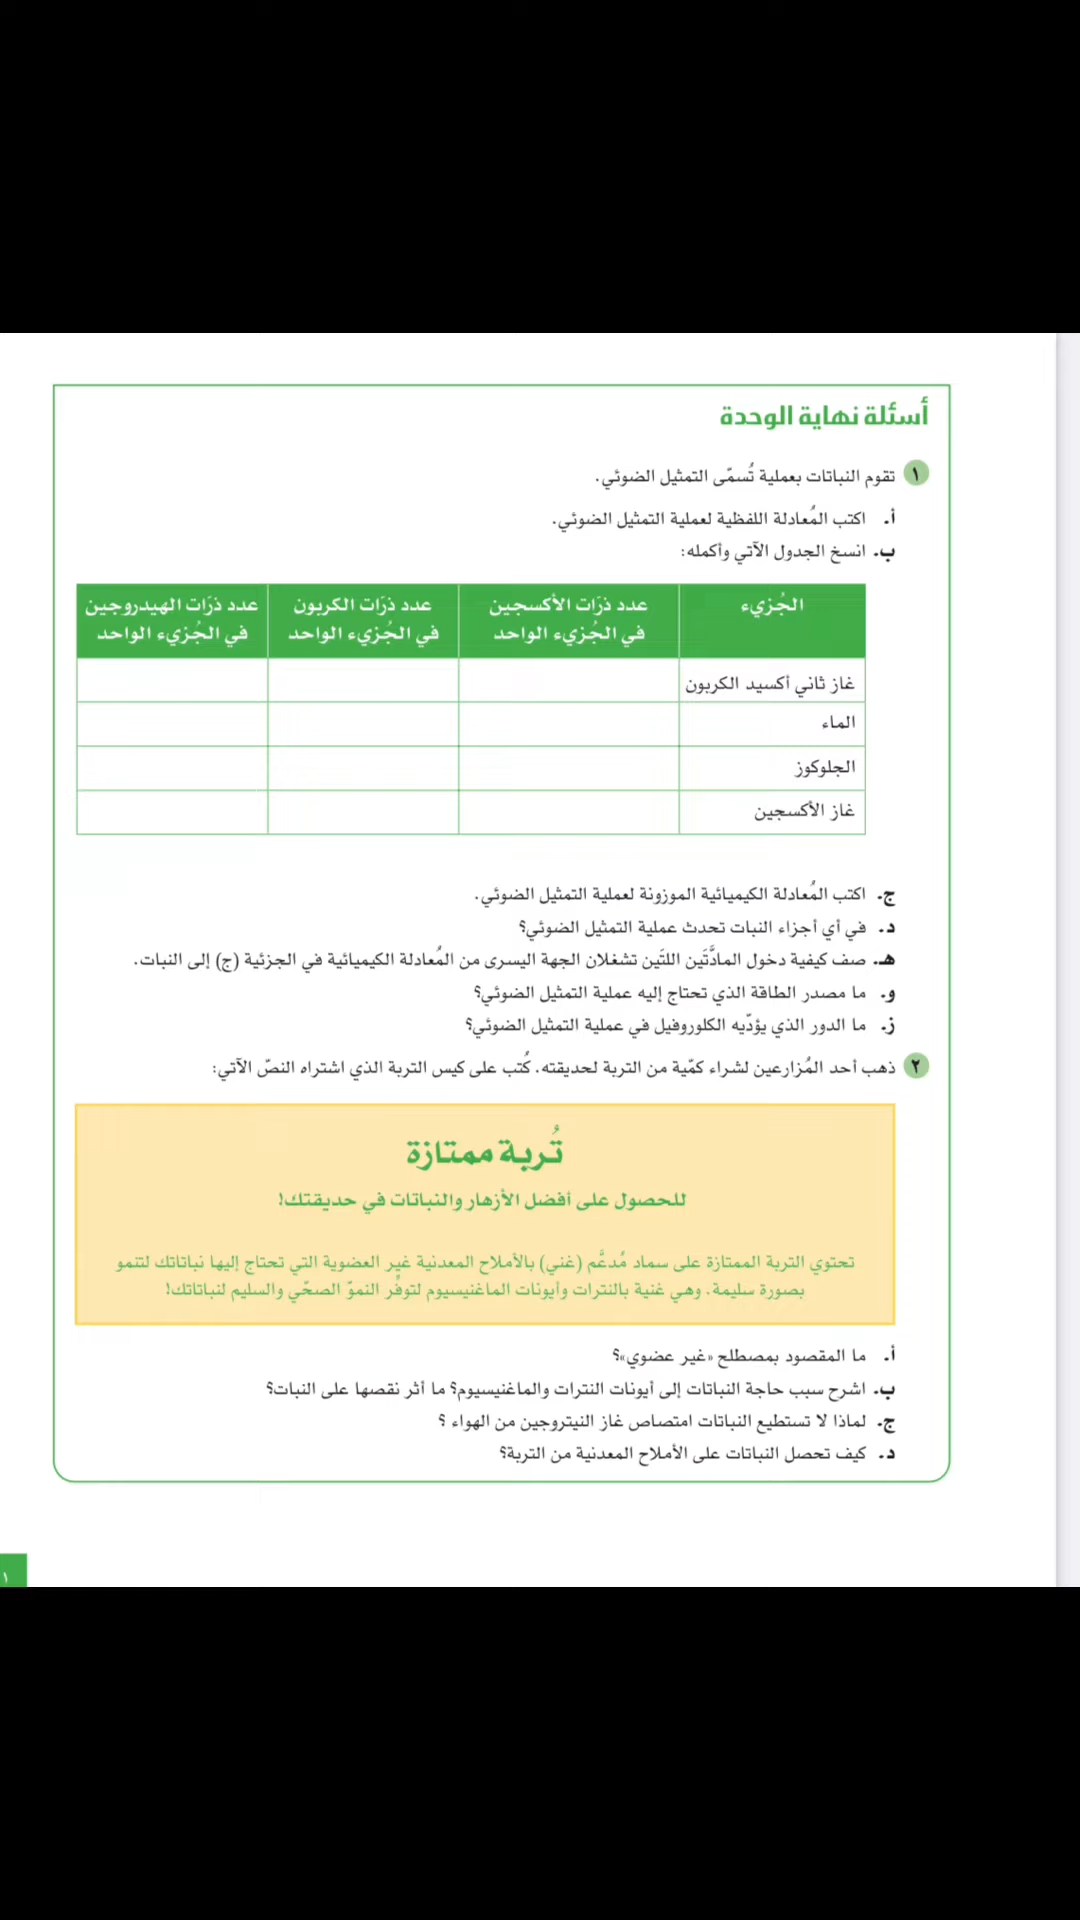 أسئلة نهاية الوحدة
١ تقوم النباتات بعملية تُسمّى التمثيل الضوئي.
أ. اكتب المُعادلة اللفظية لعملية التمثيل الضوئي.
ب. انسخ الجدول الآتي وأكمله:
الجُزيء عدد ذرّات الأكسجين في الجُزيء الواحد عدد ذرّات الكربون في الجُزيء الواحد عدد ذرّات الهيدروجين في الجُزيء الواحد
غاز ثاني أكسيد الكربون
الماء
الجلوكوز
غاز الأكسجين
ج. اكتب المُعادلة الكيميائية الموزونة لعملية التمثيل الضوئي.
د. في أي أجزاء النبات تحدث عملية التمثيل الضوئي؟
هـ. صف كيفية دخول المادَّتَين اللتَين تشغلان الجهة اليسرى من المُعادلة الكيميائية في الجزئية (ج) إلى النبات.
و. ما مصدر الطاقة الذي تحتاج إليه عملية التمثيل الضوئي؟
ز. ما الدور الذي يؤدّيه الكلوروفيل في عملية التمثيل الضوئي؟
٢ ذهب أحد المُزارعين لشراء كمّية من التربة لحديقته. كُتب على كيس التربة الذي اشتراه النصّ الآتي:
تُربة ممتازة
للحصول على أفضل الأزهار والنباتات في حديقتك!
تحتوي التربة الممتازة على سماد مُدعَّم (غني) بالأملاح المعدنية غير العضوية التي تحتاج إليها نباتاتك لتنمو
بصورة سليمة. وهي غنية بالنترات وأيونات الماغنيسيوم لتوفِّر النموّ الصحّي والسليم لنباتاتك!
أ. ما المقصود بمصطلح «غير عضوي»؟
ب. اشرح سبب حاجة النباتات إلى أيونات النترات والماغنيسيوم؟ ما أثر نقصها على النبات؟
ج. لماذا لا تستطيع النباتات امتصاص غاز النيتروجين من الهواء ؟
د. كيف تحصل النباتات على الأملاح المعدنية من التربة؟
١